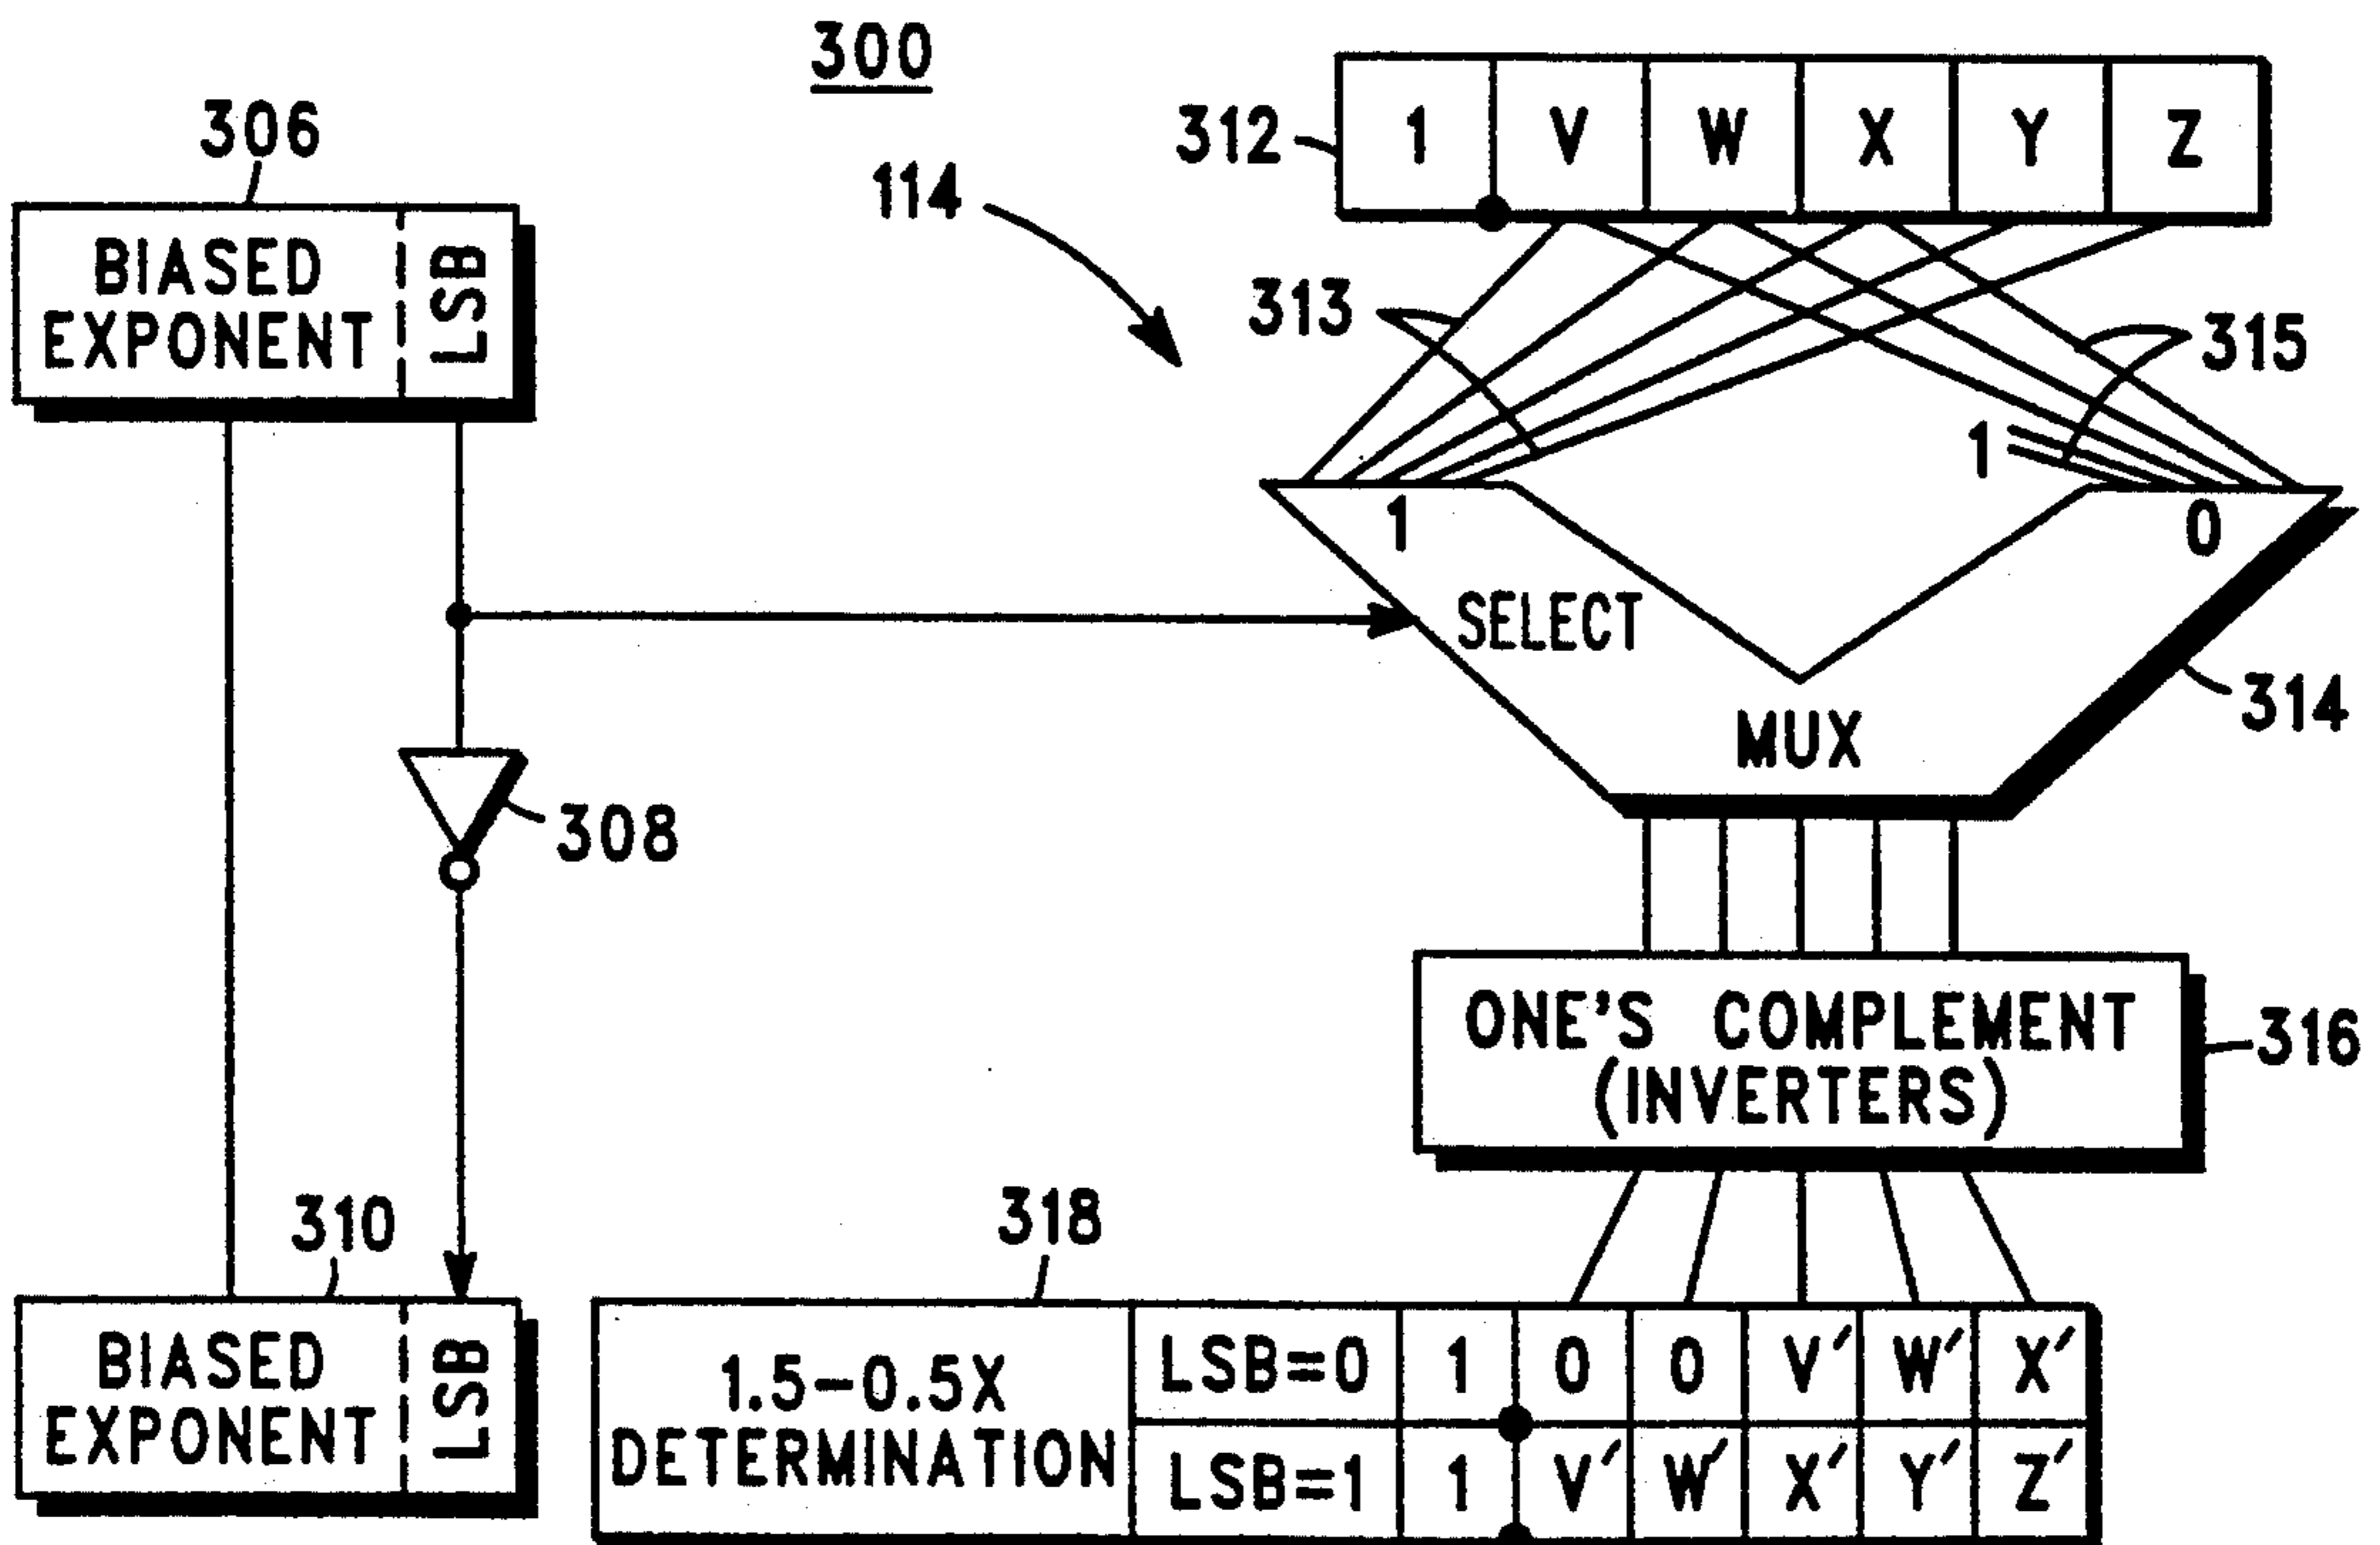 300
306
312
1 V W X Y Z
114
BIASED
EXPONENT
LSB
313
315
1
1
0
SELECT
MUX
314
308
ONE'S COMPLEMENT
(INVERTERS)
316
310
318
BIASED
EXPONENT
LSB
1.5-0.5X
DETERMINATION
LSB=0 1 0 0 V' W' X'
LSB=1 1 V' W' X' Y' Z'